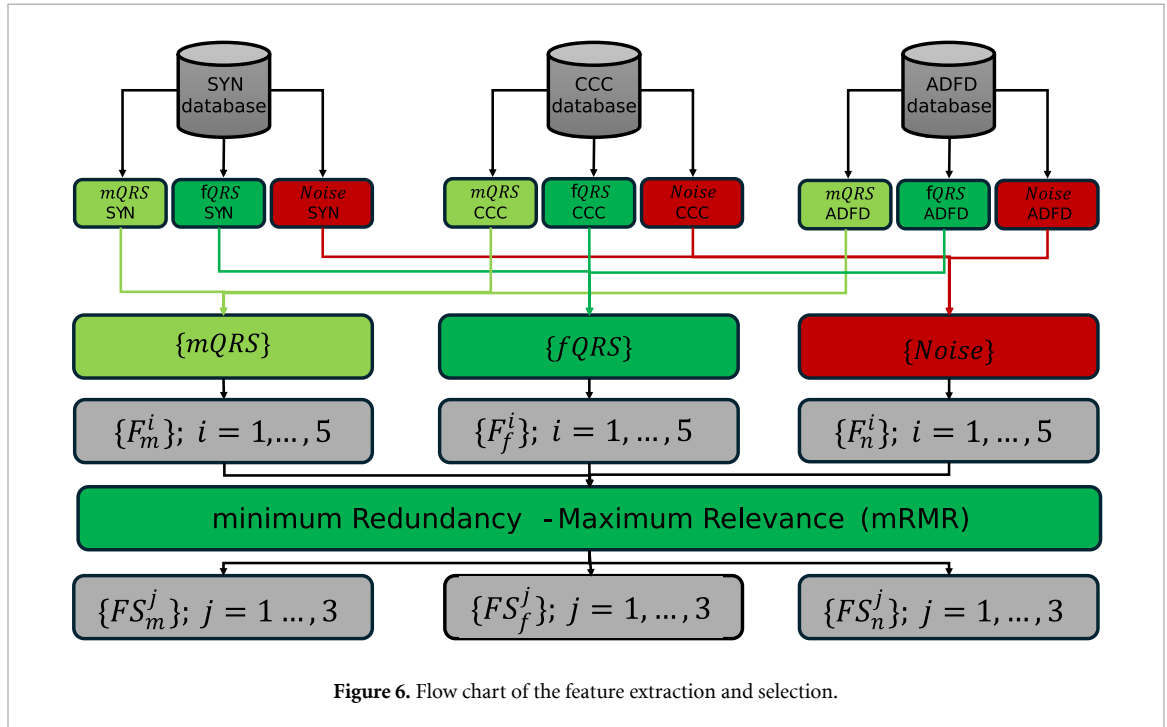 SYN
database
CCC
database
ADFD
database
mQRS
SYN
fQRS
SYN
Noise
SYN
mQRS
CCC
fQRS
CCC
Noise
CCC
mQRS
ADFD
fQRS
ADFD
Noise
ADFD
{mQRS}
{fQRS}
{Noise}
{F_m^i}; i = 1,...,5
{F_f^i}; i = 1,...,5
{F_n^i}; i = 1,...,5
minimum Redundancy -Maximum Relevance (mRMR)
{FS_m^j}; j = 1 ...,3
{FS_f^j}; j = 1,...,3
{FS_n^j}; j = 1,...,3
Figure 6. Flow chart of the feature extraction and selection.